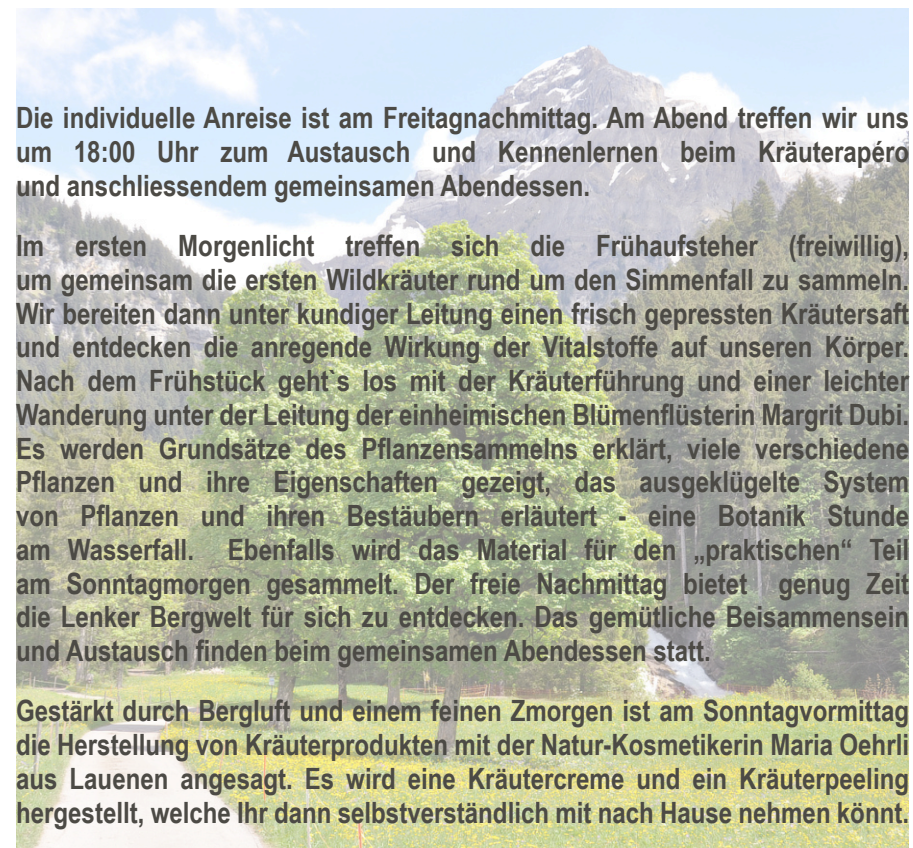 Die individuelle Anreise ist am Freitagnachmittag. Am Abend treffen wir uns
um 18:00 Uhr zum Austausch und Kennenlernen beim Kräuterapéro
und anschliessendem gemeinsamen Abendessen.
Im ersten Morgenlicht treffen sich die Frühaufsteher (freiwillig),
um gemeinsam die ersten Wildkräuter rund um den Simmenfall zu sammeln.
Wir bereiten dann unter kundiger Leitung einen frisch gepressten Kräutersaft
und entdecken die anregende Wirkung der Vitalstoffe auf unseren Körper.
Nach dem Frühstück geht`s los mit der Kräuterführung und einer leichter
Wanderung unter der Leitung der einheimischen Blümenflüsterin Margrit Dubi.
Es werden Grundsätze des Pflanzensammelns erklärt, viele verschiedene
Pflanzen und ihre Eigenschaften gezeigt, das ausgeklügelte System
von Pflanzen und ihren Bestäubern erläutert - eine Botanik Stunde
am Wasserfall. Ebenfalls wird das Material für den „praktischen“ Teil
am Sonntagmorgen gesammelt. Der freie Nachmittag bietet genug Zeit
die Lenker Bergwelt für sich zu entdecken. Das gemütliche Beisammensein
und Austausch finden beim gemeinsamen Abendessen statt.
Gestärkt durch Bergluft und einem feinen Zmorgen ist am Sonntagvormittag
die Herstellung von Kräuterprodukten mit der Natur-Kosmetikerin Maria Oehrli
aus Lauenen angesagt. Es wird eine Kräutercreme und ein Kräuterpeeling
hergestellt, welche Ihr dann selbstverständlich mit nach Hause nehmen könnt.